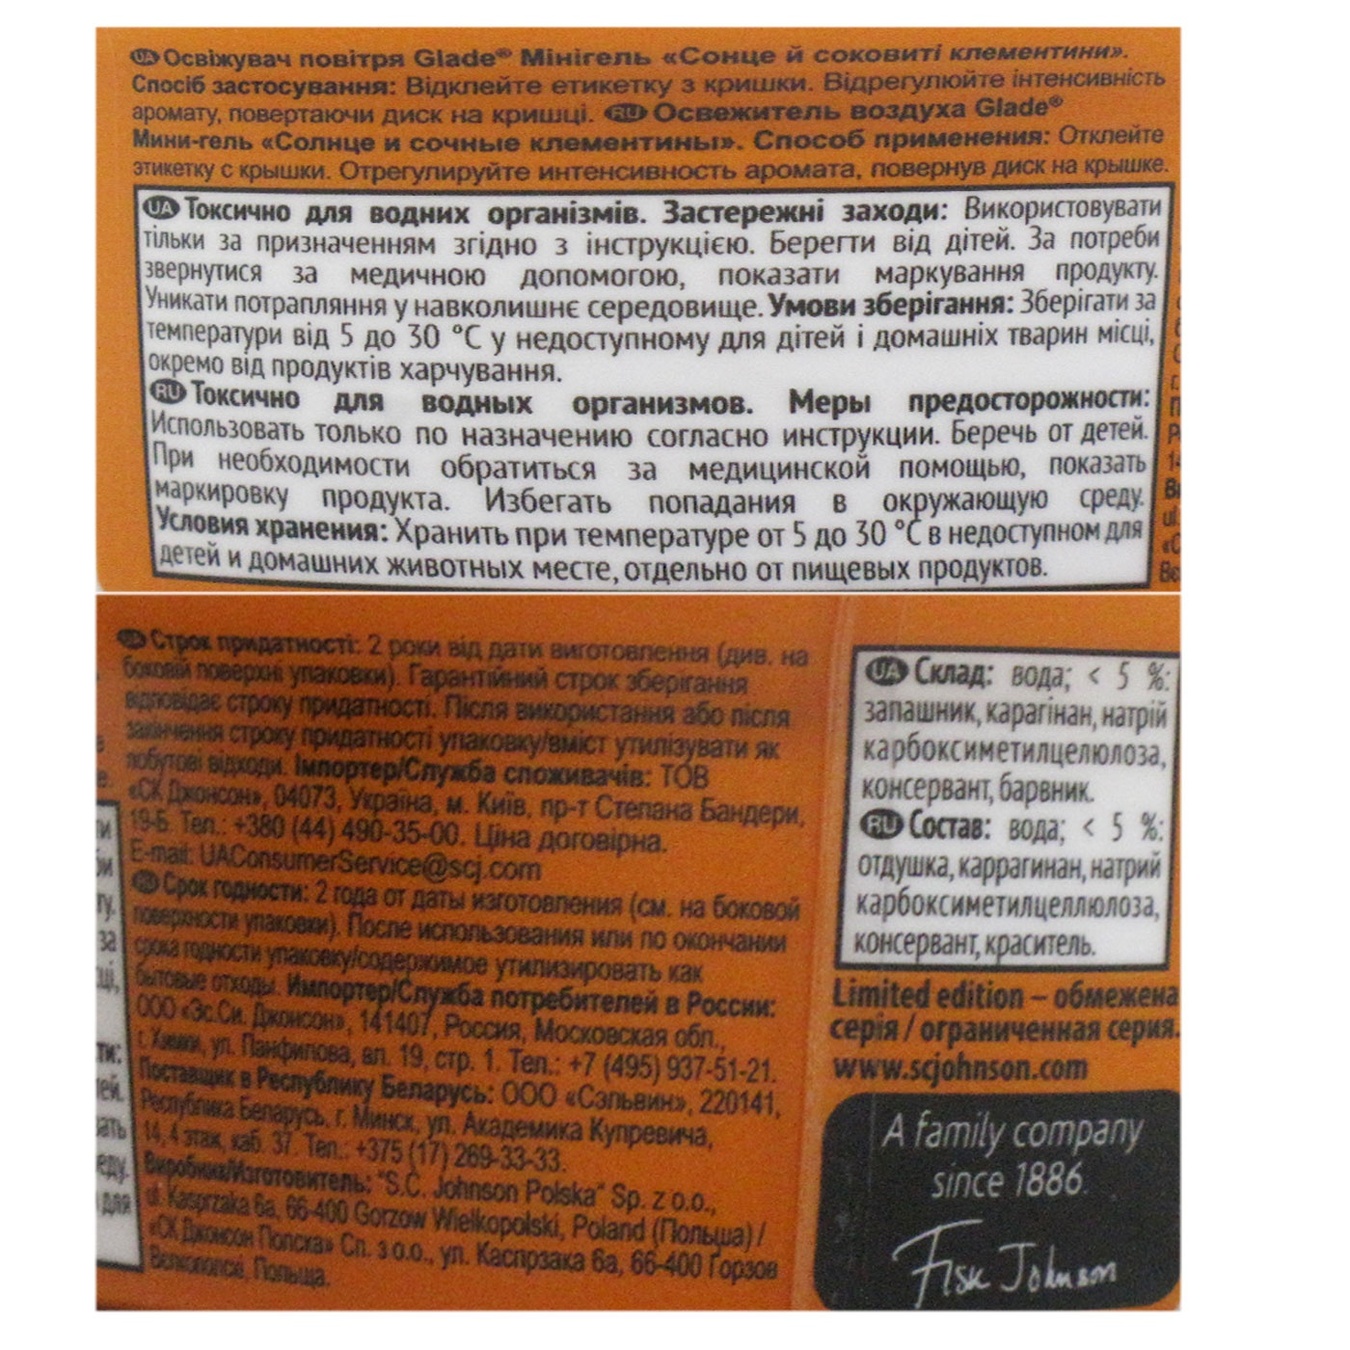 UA Освіжувач повітря Glade® Мінігель «Сонце й соковиті клементини».
Спосіб застосування: Відклейте етикетку з кришки. Відрегулюйте інтенсивність
аромату, повертаючи диск на кришці. RU Освежитель воздуха Glade®
Мини-гель «Солнце и сочные клементины». Способ применения: Отклейте
этикетку с крышки. Отрегулируйте интенсивность аромата, повернув диск на крышке.
UA Токсично для водних організмів. Застережні заходи: Використовувати
тільки за призначенням згідно з інструкцією. Берегти від дітей. За потреби
звернутися за медичною допомогою, показати маркування продукту.
Уникати потрапляння у навколишнє середовище. Умови зберігання: Зберігати за
температури від 5 до 30 °C у недоступному для дітей і домашніх тварин місці,
окремо від продуктів харчування.
RU Токсично для водных организмов. Меры предосторожности:
Использовать только по назначению согласно инструкции. Беречь от детей.
При необходимости обратиться за медицинской помощью, показать
маркировку продукта. Избегать попадания в окружающую среду.
Условия хранения: Хранить при температуре от 5 до 30 °C в недоступном для
детей и домашних животных месте, отдельно от пищевых продуктов.
UA Строк придатності: 2 роки від дати виготовлення (див. на
боковій поверхні упаковки). Гарантійний строк зберігання
відповідає строку придатності. Після використання або після
закінчення строку придатності упаковку/вміст утилізувати як
побутові відходи. Імпортер/Служба споживачів: ТОВ
«СК Джонсон», 04073, Україна, м. Київ, пр-т Степана Бандери,
19-Б. Тел.: +380 (44) 490-35-00. Ціна договірна.
E-mail: UAConsumerService@scj.com
RU Срок годности: 2 года от даты изготовления (см. на боковой
поверхности упаковки). После использования или по окончании
срока годности упаковку/содержимое утилизировать как
бытовые отходы. Импортер/Служба потребителей в России:
ООО «Эс.Си. Джонсон», 141407, Россия, Московская обл.,
г. Химки, ул. Панфилова, вл. 19, стр. 1. Тел.: +7 (495) 937-51-21.
Поставщик в Республику Беларусь: ООО «Сэльвин», 220141,
Республика Беларусь, г. Минск, ул. Академика Купревича,
14, 4 этаж, каб. 37. Тел.: +375 (17) 269-33-33.
Виробник/Изготовитель: "S.C. Johnson Polska" Sp. z o.o.,
ul. Kasprzaka 6a, 66-400 Gorzow Wielkopolski, Poland (Польша) /
«СК Джонсон Полска» Сп. з о.о., ул. Каспрзака 6а, 66-400 Горзов
Велкополскі, Польща.
UA Склад: вода; < 5 %:
запашник, карагінан, натрій
карбоксиметилцелюлоза,
консервант, барвник.
RU Состав: вода; < 5 %:
отдушка, каррагинан, натрий
карбоксиметилцеллюлоза,
консервант, краситель.
Limited edition – обмежена
серія / ограниченная серия.
www.scjohnson.com
A family company
since 1886
Fisk Johnson